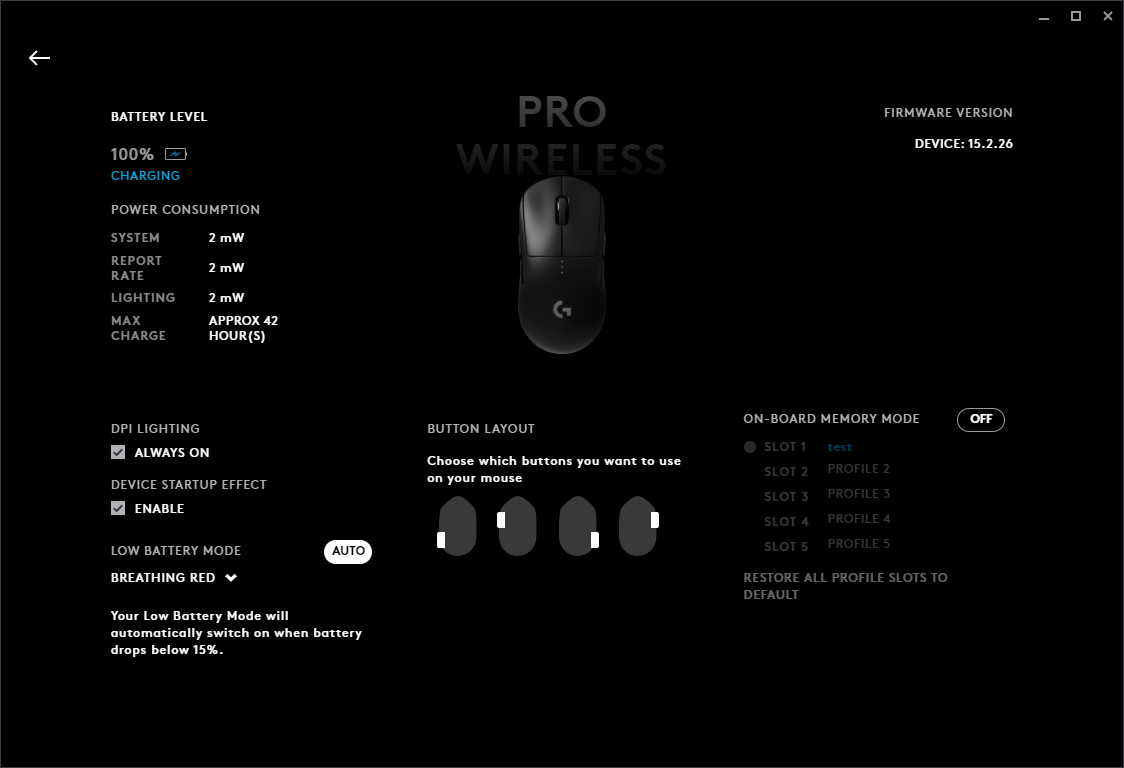 PRO
WIRELESS
BATTERY LEVEL
100%
CHARGING
POWER CONSUMPTION
SYSTEM 2 mW
REPORT
RATE 2 mW
LIGHTING 2 mW
MAX
CHARGE
APPROX 42
HOUR(S)
FIRMWARE VERSION
DEVICE: 15.2.26
DPI LIGHTING
ALWAYS ON
DEVICE STARTUP EFFECT
ENABLE
LOW BATTERY MODE AUTO
BREATHING RED
Your Low Battery Mode will
automatically switch on when battery
drops below 15%.
BUTTON LAYOUT
Choose which buttons you want to use
on your mouse
ON-BOARD MEMORY MODE OFF
SLOT 1 test
SLOT 2 PROFILE 2
SLOT 3 PROFILE 3
SLOT 4 PROFILE 4
SLOT 5 PROFILE 5
RESTORE ALL PROFILE SLOTS TO
DEFAULT